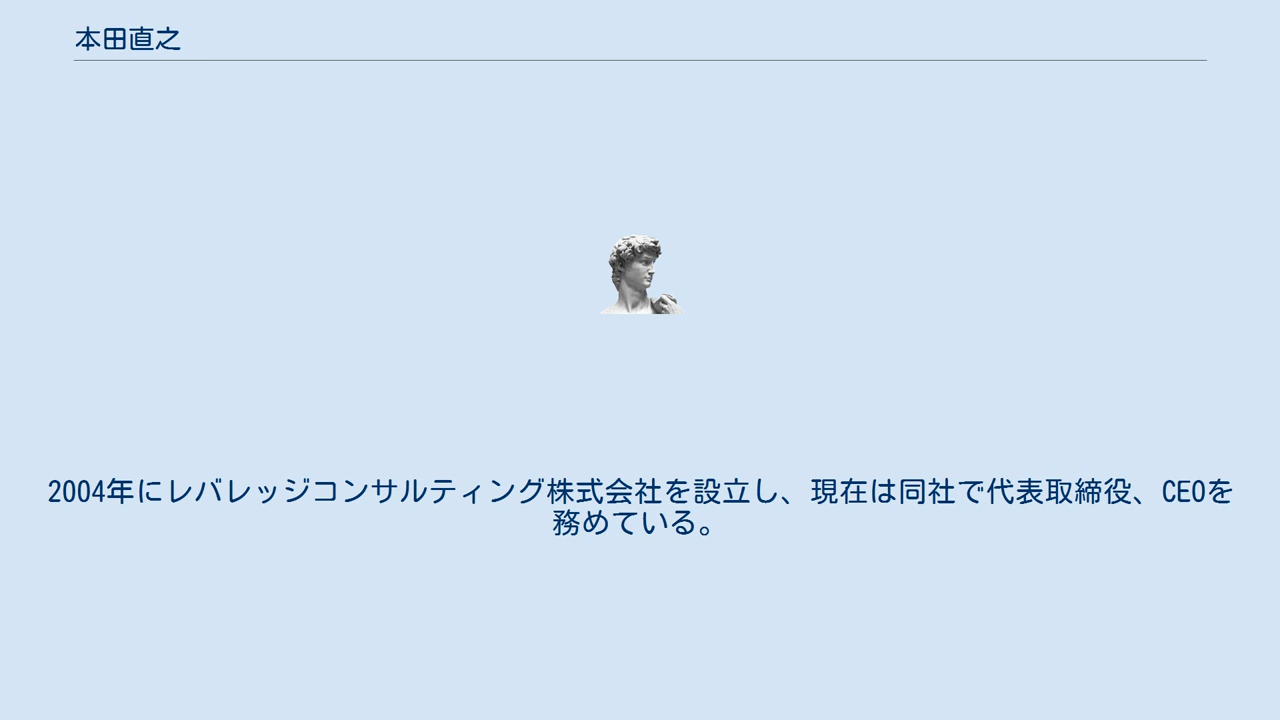 本田直之
2004年にレバレッジコンサルティング株式会社を設立し、現在は同社で代表取締役、CEOを
務めている。